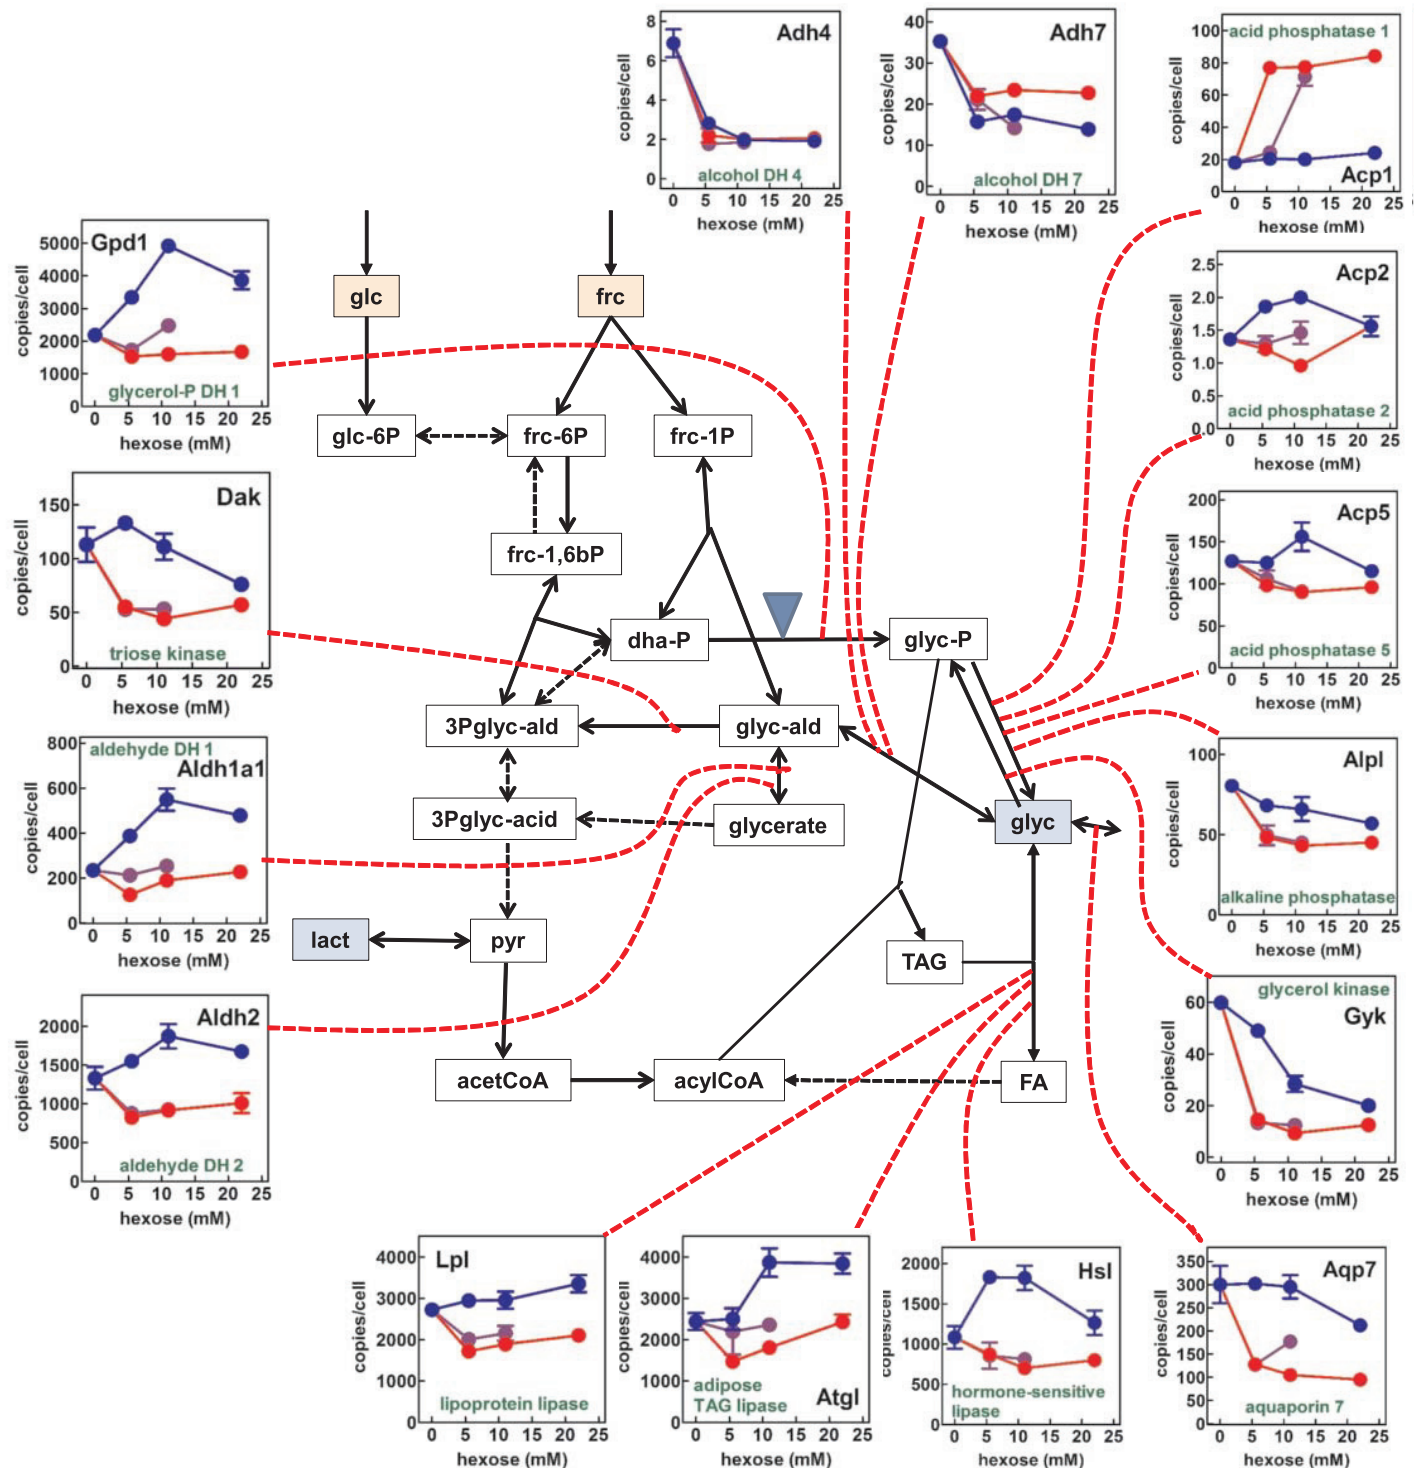 Adh4
copies/cell
8
6
4
2
0
alcohol DH 4
0 5 10 15 20 25
hexose (mM)
Adh7
copies/cell
40
30
20
10
0
alcohol DH 7
0 5 10 15 20 25
hexose (mM)
acid phosphatase 1
copies/cell
100
80
60
40
20
0
Acp1
0 5 10 15 20 25
hexose (mM)
Gpd1
copies/cell
5000
4000
3000
2000
1000
0
glycerol-P DH 1
0 5 10 15 20 25
hexose (mM)
Acp2
copies/cell
2.5
2.0
1.5
1.0
0.5
0.0
acid phosphatase 2
0 5 10 15 20 25
hexose (mM)
glc
frc
glc-6P
frc-6P
frc-1P
Dak
copies/cell
150
100
50
0
triose kinase
0 5 10 15 20 25
hexose (mM)
Acp5
copies/cell
200
150
100
50
0
acid phosphatase 5
0 5 10 15 20 25
hexose (mM)
frc-1,6bP
dha-P
glyc-P
3Pglyc-ald
glyc-ald
aldehyde DH 1
Aldh1a1
copies/cell
800
600
400
200
0
0 5 10 15 20 25
hexose (mM)
Alpl
copies/cell
100
50
0
alkaline phosphatase
0 5 10 15 20 25
hexose (mM)
3Pglyc-acid
glycerate
glyc
lact
pyr
TAG
acetCoA
acylCoA
FA
Aldh2
copies/cell
2000
1500
1000
500
0
aldehyde DH 2
0 5 10 15 20 25
hexose (mM)
glycerol kinase
Gyk
copies/cell
60
40
20
0
0 5 10 15 20 25
hexose (mM)
Lpl
copies/cell
4000
3000
2000
1000
0
lipoprotein lipase
0 5 10 15 20 25
hexose (mM)
copies/cell
4000
3000
2000
1000
0
adipose
TAG lipase
Atgl
0 5 10 15 20 25
hexose (mM)
Hsl
copies/cell
2000
1500
1000
500
0
hormone-sensitive
lipase
0 5 10 15 20 25
hexose (mM)
Aqp7
copies/cell
350
300
250
200
150
100
50
0
aquaporin 7
0 5 10 15 20 25
hexose (mM)